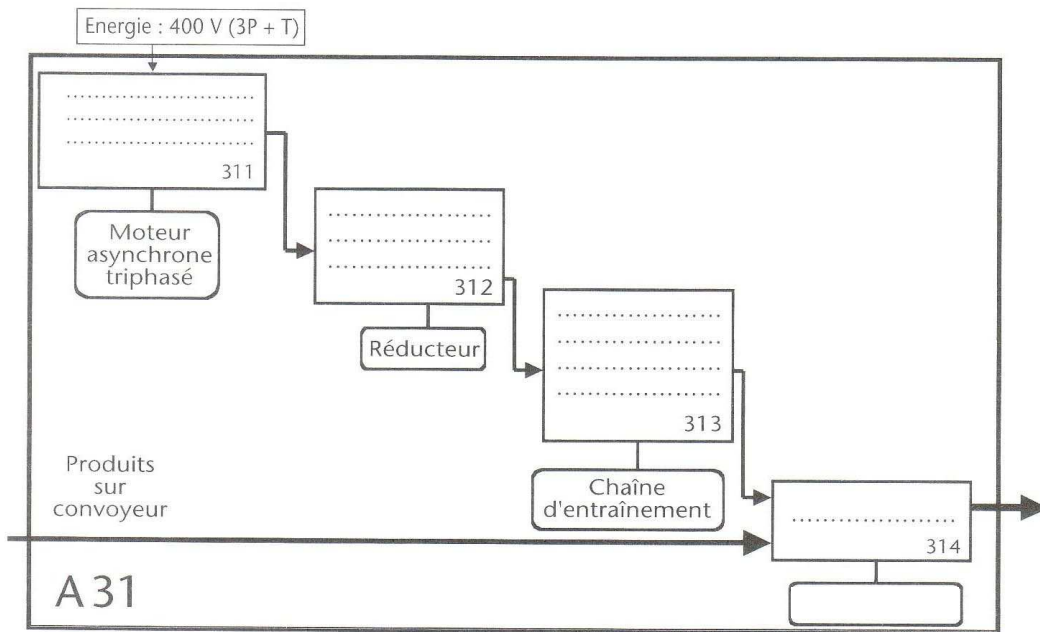 Energie : 400 V (3P + T)
311
Moteur
asynchrone
triphasé
312
Réducteur
313
Chaîne
d'entraînement
Produits
sur
convoyeur
314
A 31